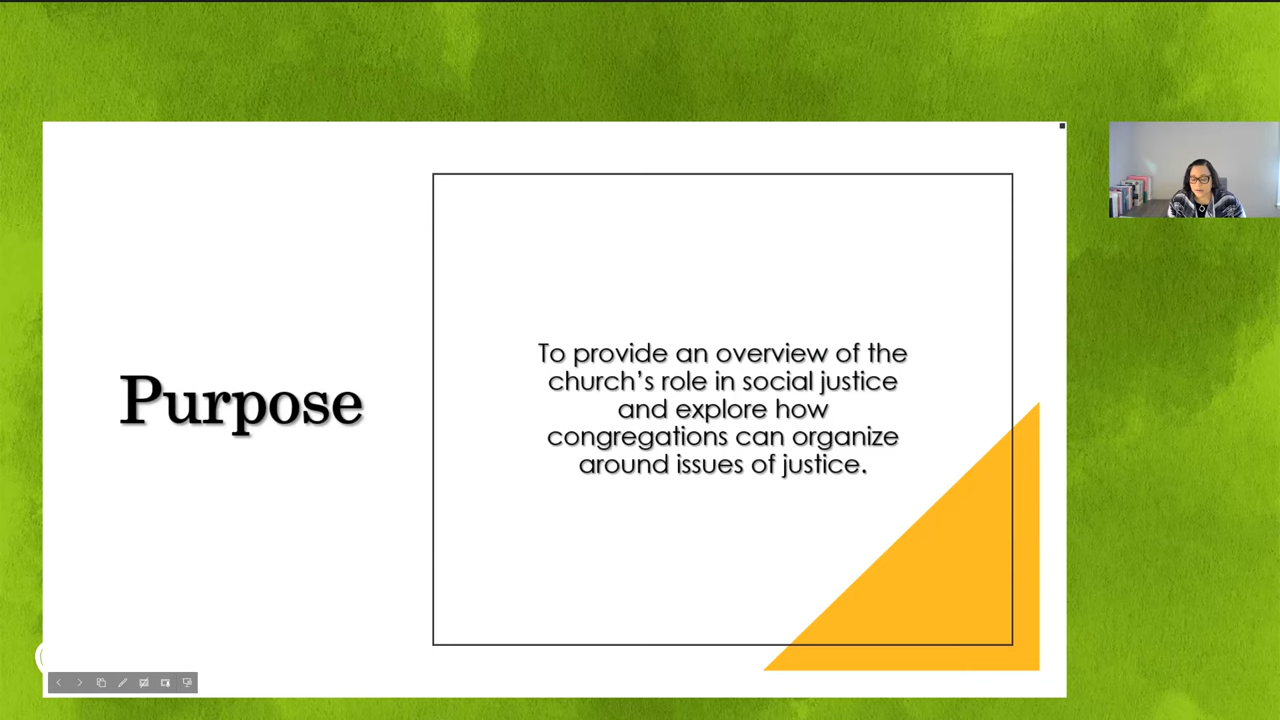 Purpose
To provide an overview of the
church’s role in social justice
and explore how
congregations can organize
around issues of justice.